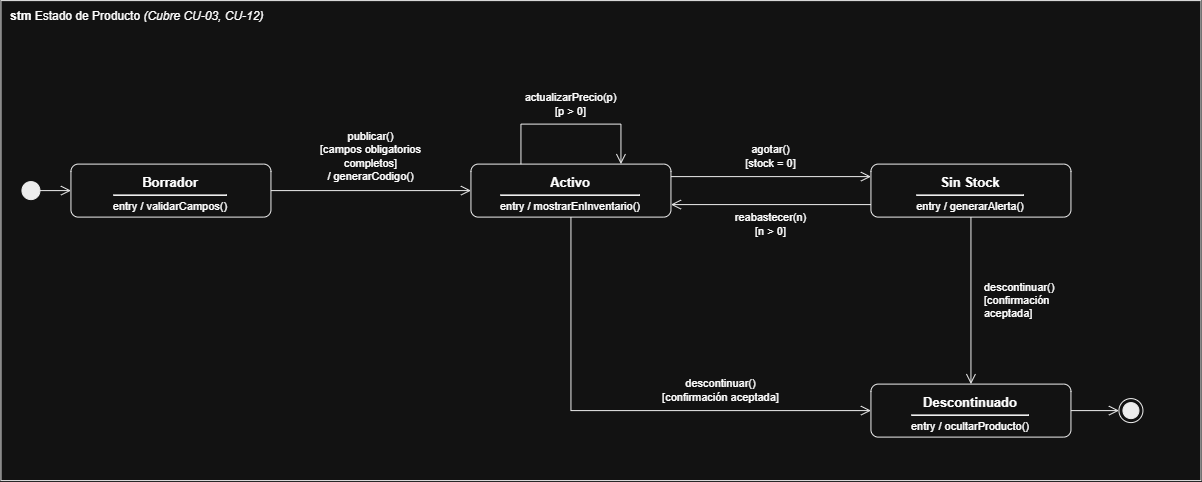 stm Estado de Producto (Cubre CU-03, CU-12)
actualizarPrecio(p)
[p > 0]
publicar()
[campos obligatorios
completos]
/ generarCodigo()
agotar()
[stock = 0]
Borrador
entry / validarCampos()
Activo
entry / mostrarEnInventario()
Sin Stock
entry / generarAlerta()
reabastecer(n)
[n > 0]
descontinuar()
[confirmación
aceptada]
descontinuar()
[confirmación aceptada]
Descontinuado
entry / ocultarProducto()